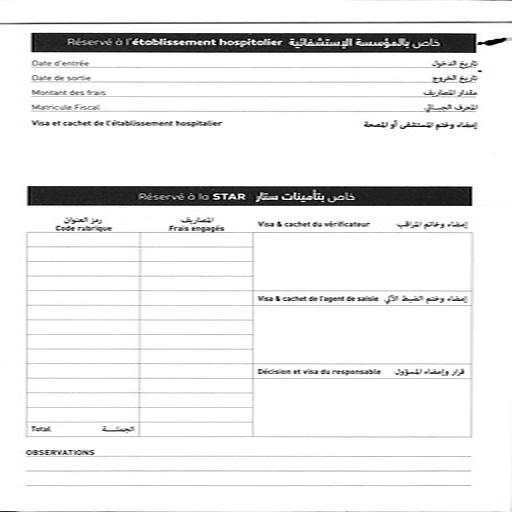 Réservé à l'établissement hospitalier خاص بالمؤسسة الإستشفائية
Date d'entrée تاريخ الدخول
Date de sortie تاريخ الخروج
Montant des frais مقدار المصاريف
Matricule Fiscal المعرف الجبائي
Visa et cachet de l'établissement hospitalier إمضاء وختم المستشفى أو المصحة
Réservé à la STAR خاص بتأمينات ستار
رمز العنوان المصاريف
Code rubrique Frais engagés Visa & cachet du vérificateur إمضاء وخاتم المراقب
Visa & cachet de l'agent de saisie إمضاء وختم الضبط الآلي
Décision et visa du responsable قرار وإمضاء المسؤول
Total الجملــة
OBSERVATIONS